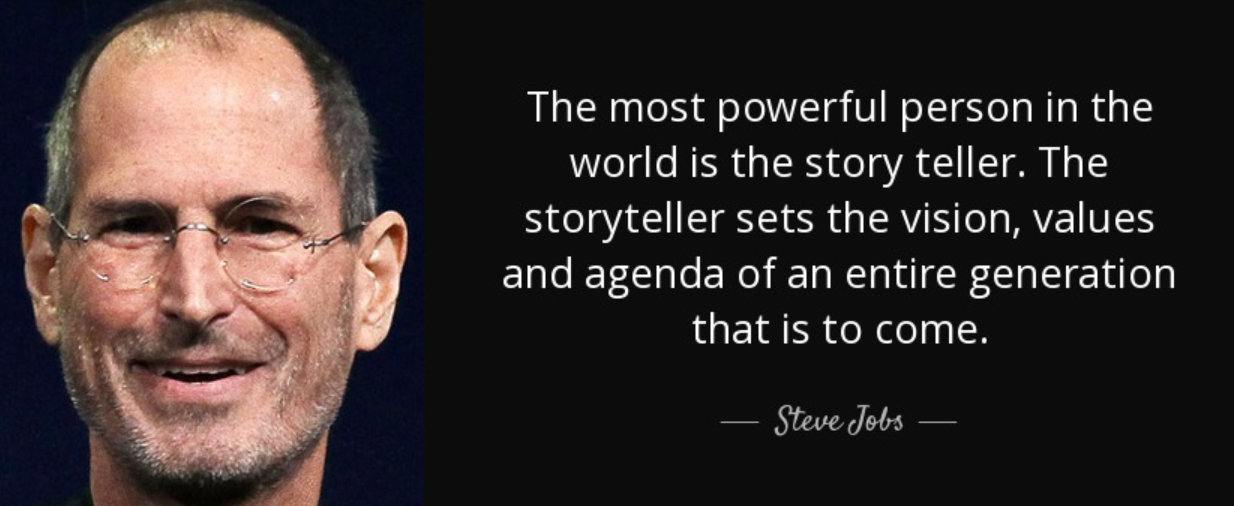 The most powerful person in the
world is the story teller. The
storyteller sets the vision, values
and agenda of an entire generation
that is to come.
Steve Jobs